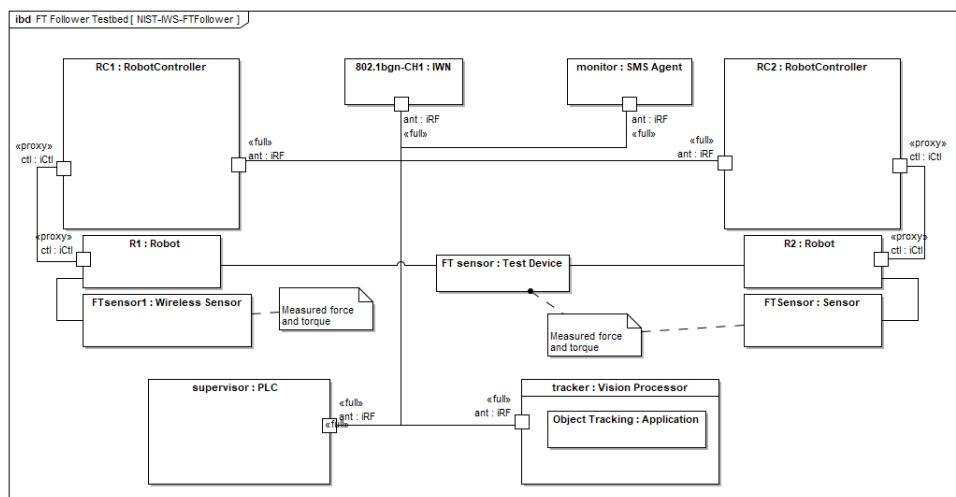 ibd FT Follower Testbed [ NIST-IWS-FTFollower ]
RC1 : RobotController
802.1bgn-CH1 : IWN
monitor : SMS Agent
RC2 : RobotController
ant : iRF
«full»
ant : iRF
«full»
«proxy»
ctl : iCtl
«full»
ant : iRF
«full»
ant : iRF
«proxy»
ctl : iCtl
«proxy»
ctl : iCtl
R1 : Robot
R2 : Robot
«proxy»
ctl : iCtl
FT sensor : Test Device
FTsensor1 : Wireless Sensor
Measured force
and torque
FTSensor : Sensor
Measured force
and torque
supervisor : PLC
tracker : Vision Processor
«full»
ant : iRF
«full»
«full»
ant : iRF
Object Tracking : Application